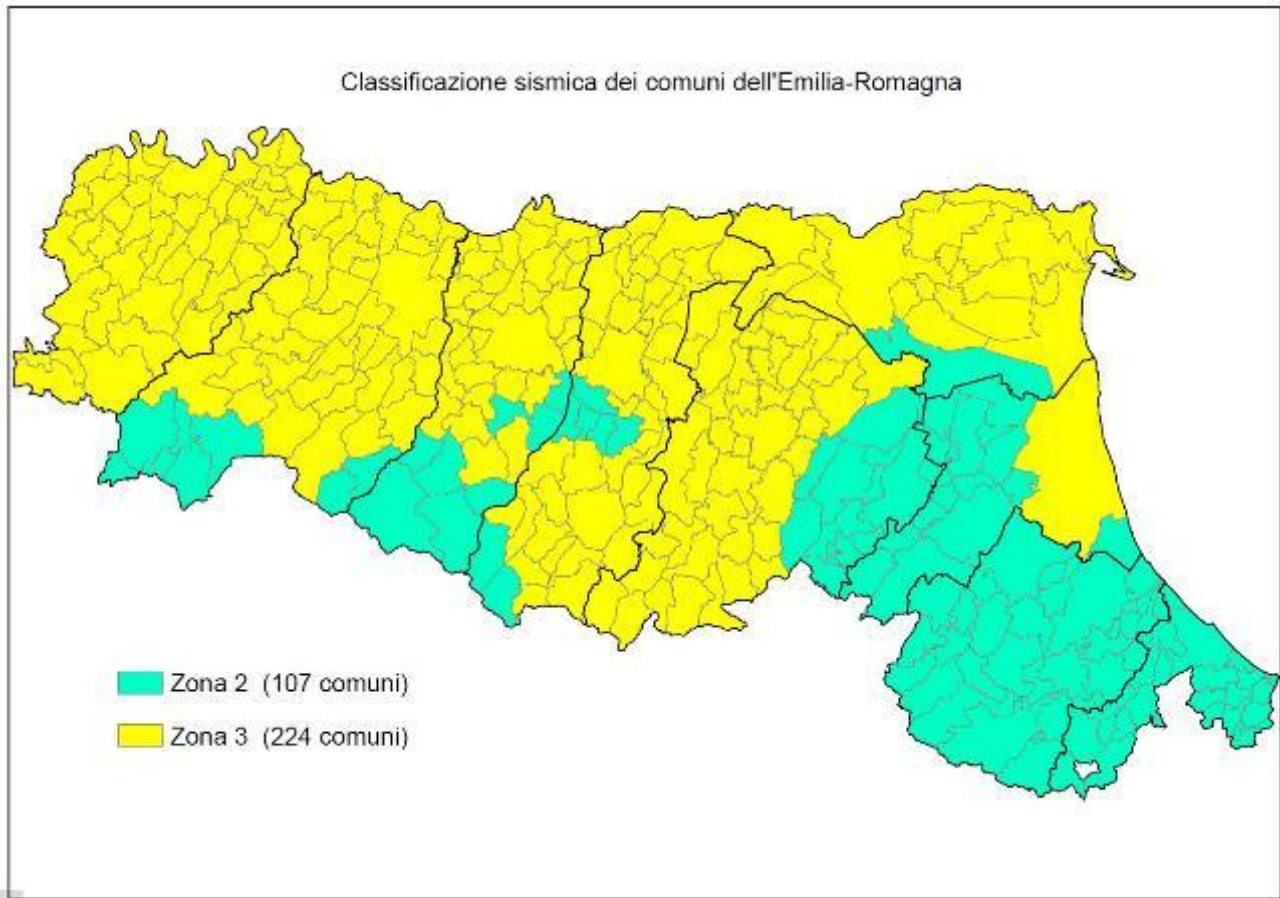 Classificazione sismica dei comuni dell'Emilia-Romagna
Zona 2 (107 comuni)
Zona 3 (224 comuni)